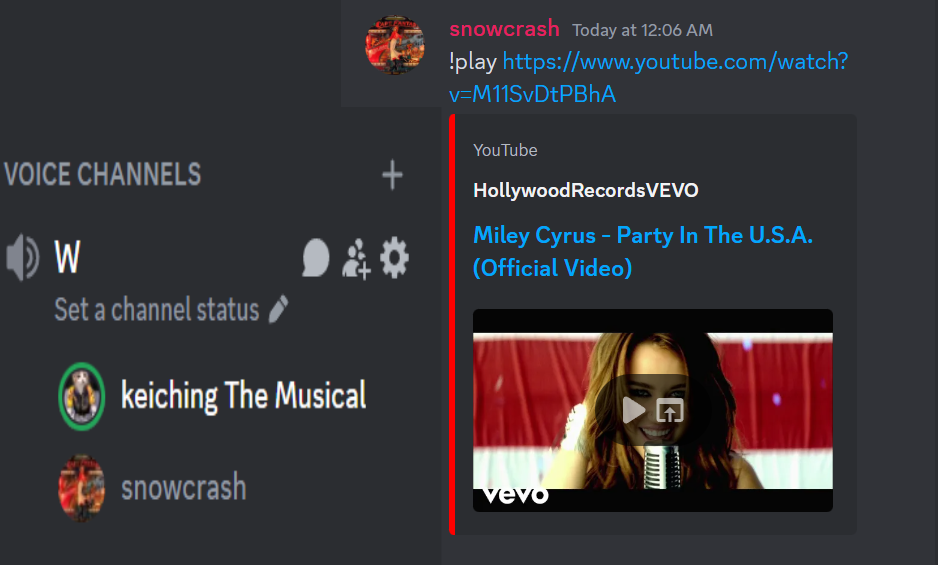 snowcrash Today at 12:06 AM
!play https://www.youtube.com/watch?
v=M11SvDtPBhA
YouTube
HollywoodRecordsVEVO
Miley Cyrus - Party In The U.S.A.
(Official Video)
vevo
VOICE CHANNELS
W
Set a channel status
keiching The Musical
snowcrash